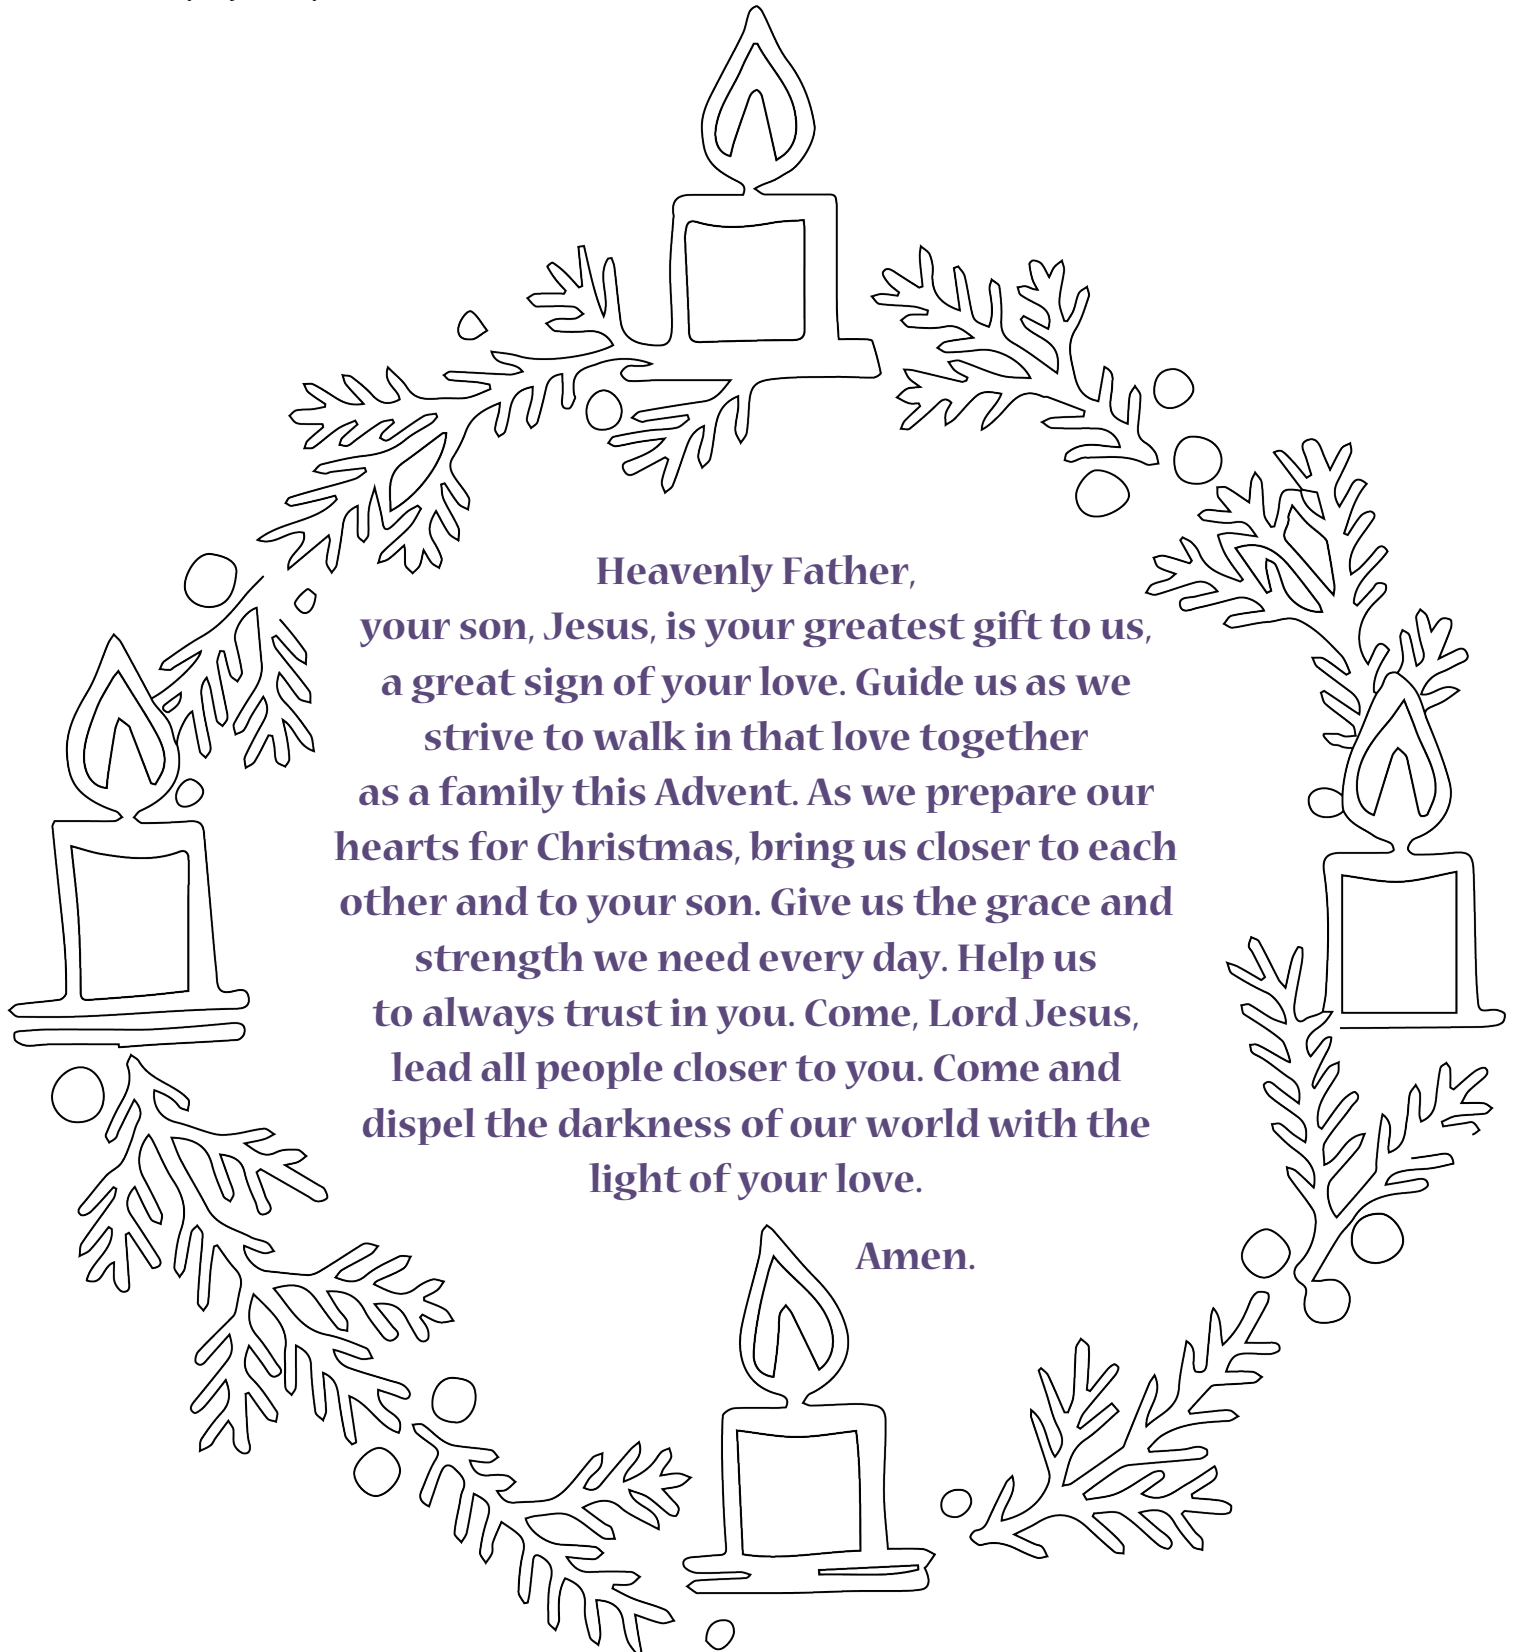 Heavenly Father,
your son, Jesus, is your greatest gift to us,
a great sign of your love. Guide us as we
strive to walk in that love together
as a family this Advent. As we prepare our
hearts for Christmas, bring us closer to each
other and to your son. Give us the grace and
strength we need every day. Help us
to always trust in you. Come, Lord Jesus,
lead all people closer to you. Come and
dispel the darkness of our world with the
light of your love.
Amen.